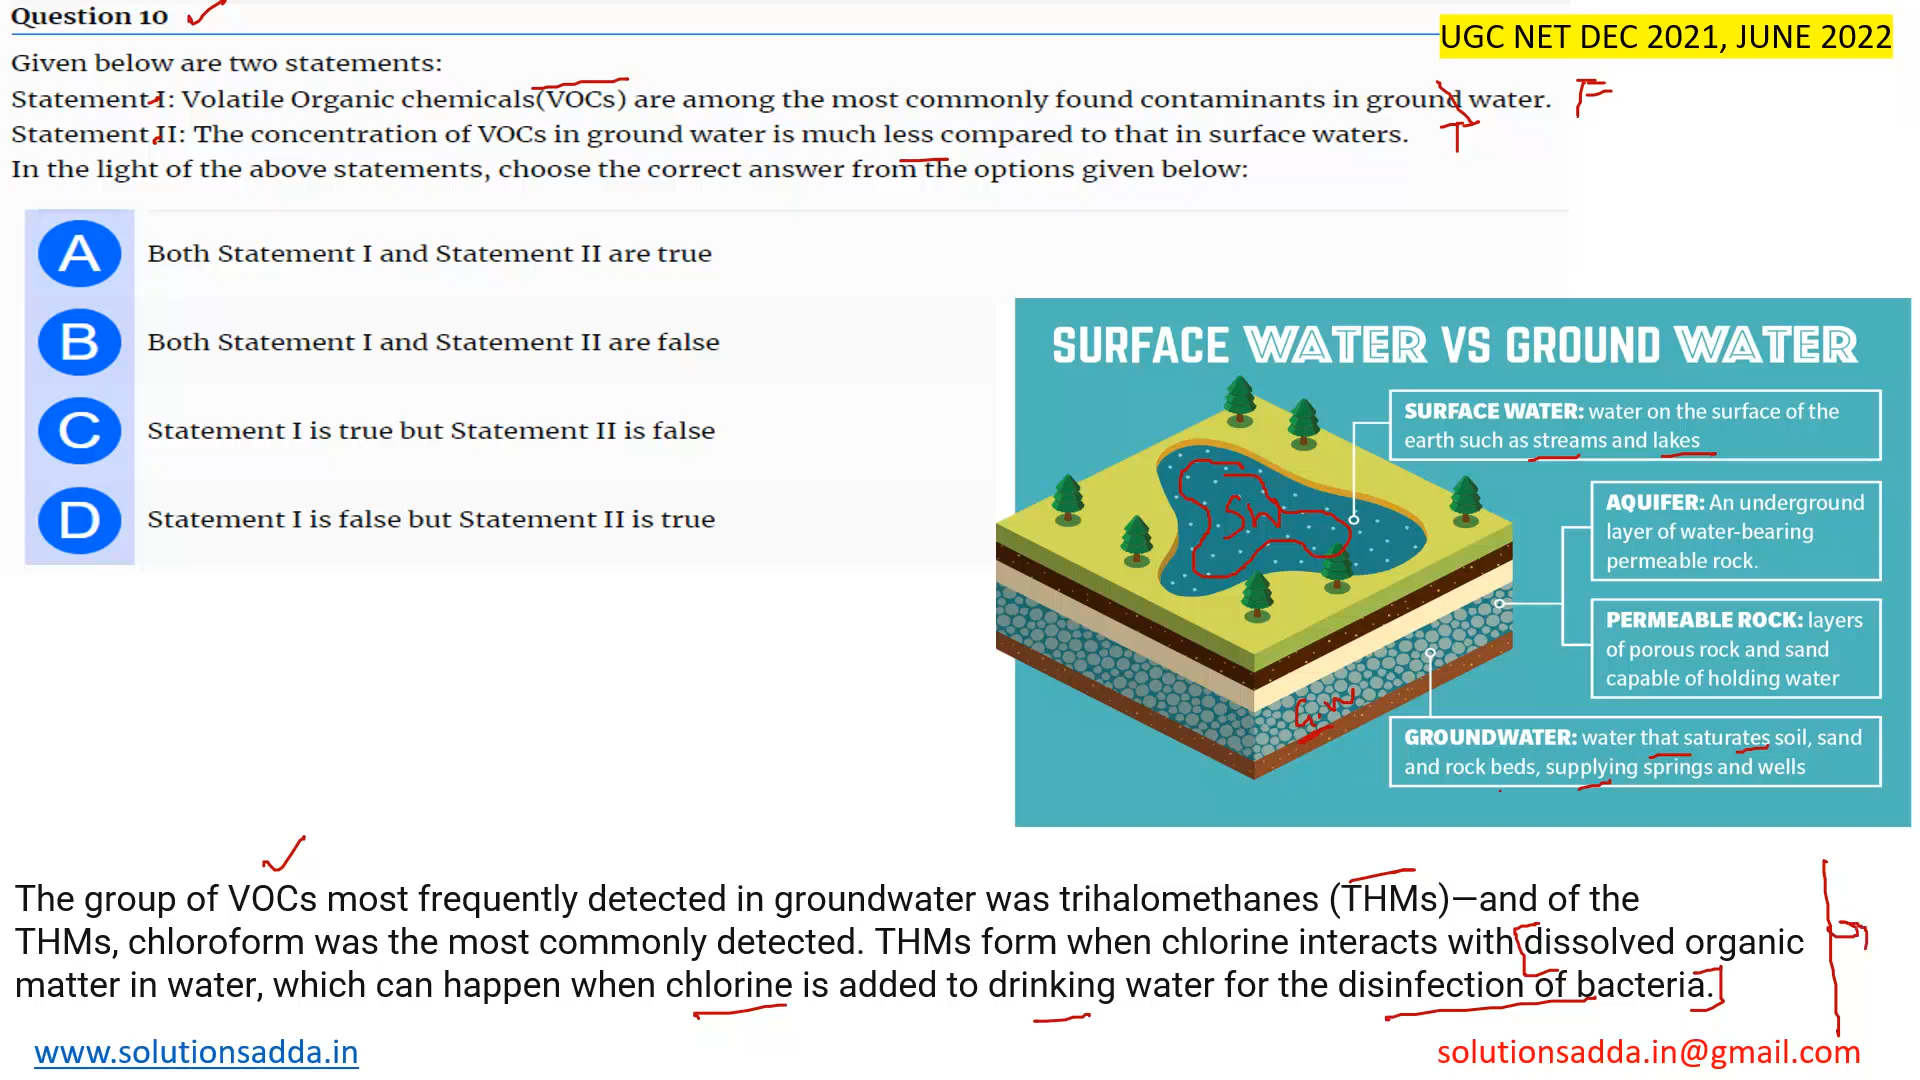 Question 10
UGC NET DEC 2021, JUNE 2022
Given below are two statements:
Statement I: Volatile Organic chemicals(VOCs) are among the most commonly found contaminants in ground water.
F
Statement II: The concentration of VOCs in ground water is much less compared to that in surface waters.
T
In the light of the above statements, choose the correct answer from the options given below:
A Both Statement I and Statement II are true
B Both Statement I and Statement II are false
C Statement I is true but Statement II is false
D Statement I is false but Statement II is true
SURFACE WATER VS GROUND WATER
SURFACE WATER: water on the surface of the
earth such as streams and lakes
SW
AQUIFER: An underground
layer of water-bearing
permeable rock.
PERMEABLE ROCK: layers
of porous rock and sand
capable of holding water
G.W
GROUNDWATER: water that saturates soil, sand
and rock beds, supplying springs and wells
The group of VOCs most frequently detected in groundwater was trihalomethanes (THMs)—and of the
THMs, chloroform was the most commonly detected. THMs form when chlorine interacts with dissolved organic
matter in water, which can happen when chlorine is added to drinking water for the disinfection of bacteria.
www.solutionsadda.in
solutionsadda.in@gmail.com